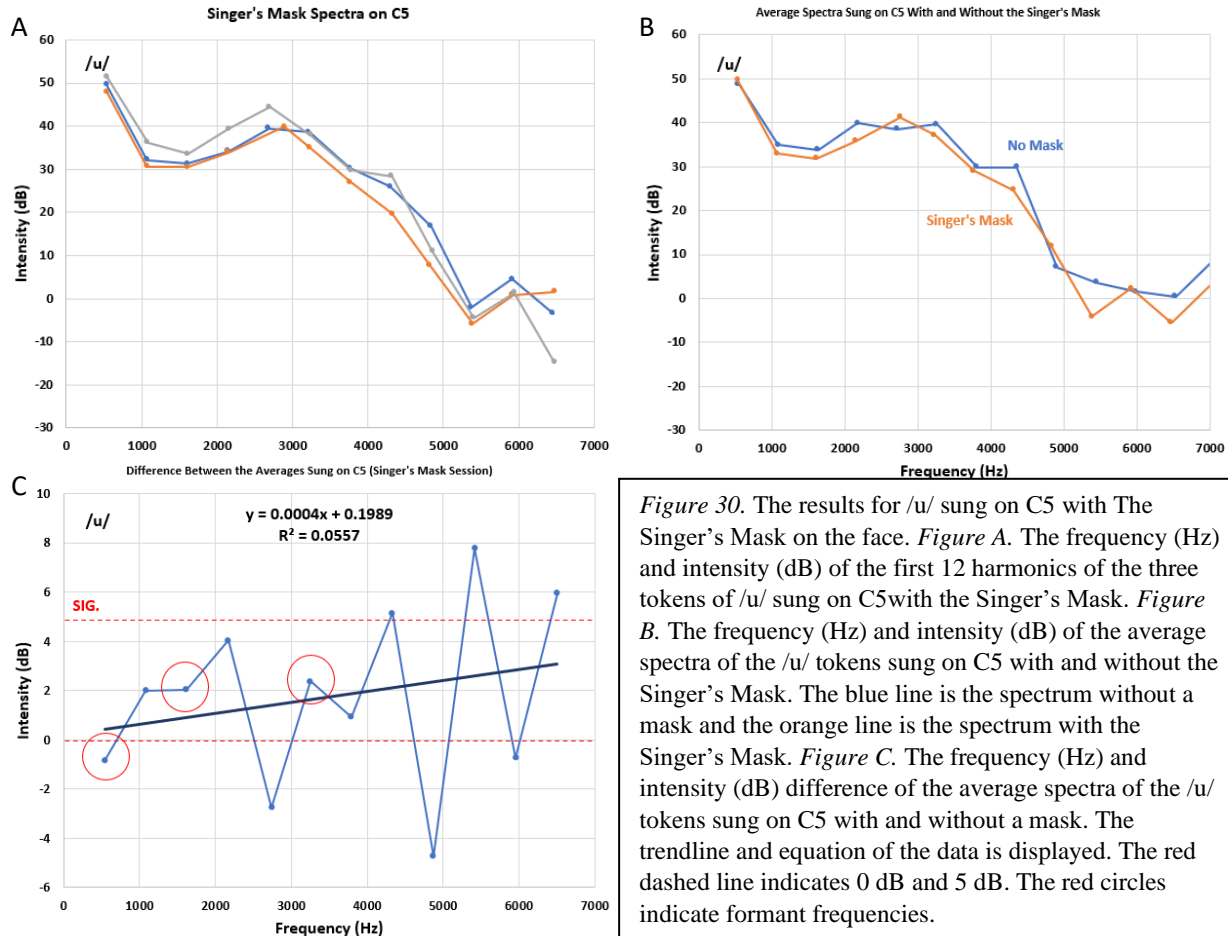 Singer's Mask Spectra on C5
A
/u/
60
50
40
30
20
10
0
-10
-20
-30
Intensity (dB)
0 1000 2000 3000 4000 5000 6000 7000
Average Spectra Sung on C5 With and Without the Singer's Mask
B
/u/
60
50
40
30
20
10
0
-10
-20
-30
Intensity (dB)
No Mask
Singer's Mask
0 1000 2000 3000 4000 5000 6000 7000
Frequency (Hz)
Difference Between the Averages Sung on C5 (Singer's Mask Session)
C
/u/
y = 0.0004x + 0.1989
R² = 0.0557
SIG.
10
8
6
4
2
0
-2
-4
-6
Intensity (dB)
0 1000 2000 3000 4000 5000 6000 7000
Frequency (Hz)
Figure 30. The results for /u/ sung on C5 with The
Singer's Mask on the face. Figure A. The frequency (Hz)
and intensity (dB) of the first 12 harmonics of the three
tokens of /u/ sung on C5with the Singer's Mask. Figure
B. The frequency (Hz) and intensity (dB) of the average
spectra of the /u/ tokens sung on C5 with and without the
Singer's Mask. The blue line is the spectrum without a
mask and the orange line is the spectrum with the
Singer's Mask. Figure C. The frequency (Hz) and
intensity (dB) difference of the average spectra of the /u/
tokens sung on C5 with and without a mask. The
trendline and equation of the data is displayed. The red
dashed line indicates 0 dB and 5 dB. The red circles
indicate formant frequencies.